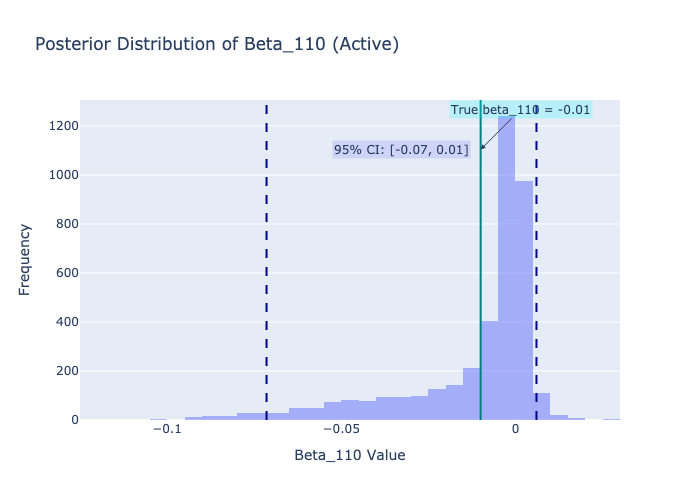 Posterior Distribution of Beta_110 (Active)
True beta_110 = -0.01
95% CI: [-0.07, 0.01]
1200
1000
800
600
400
200
0
Frequency
−0.1
−0.05
0
Beta_110 Value